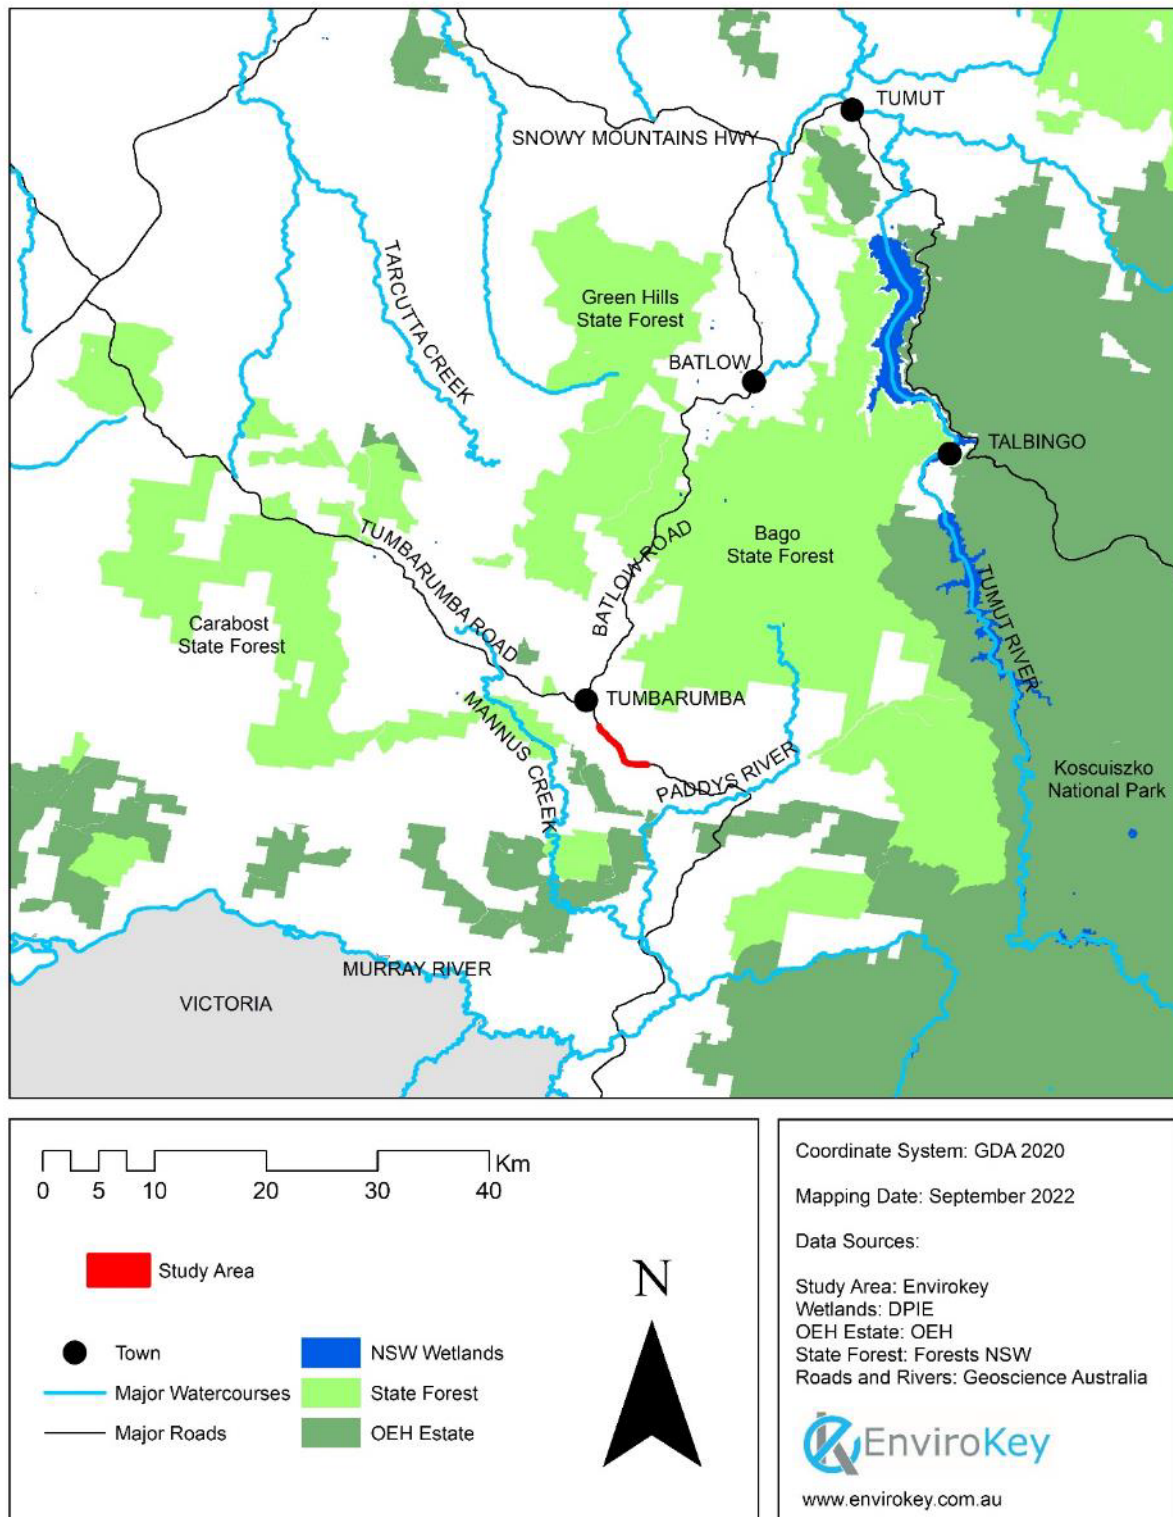 TUMUT
SNOWY MOUNTAINS HWY
TARCUTTA CREEK
Green Hills
State Forest
BATLOW
TALBINGO
TUMBARUMBA ROAD
BATLOW ROAD
Bago
State Forest
TUMUT RIVER
Carabost
State Forest
TUMBARUMBA
MANNUS CREEK
PADDYS RIVER
Koscuiszko
National Park
MURRAY RIVER
VICTORIA
Km
0 5 10 20 30 40
Study Area
N
Town
Major Watercourses
Major Roads
NSW Wetlands
State Forest
OEH Estate
Coordinate System: GDA 2020
Mapping Date: September 2022
Data Sources:
Study Area: Envirokey
Wetlands: DPIE
OEH Estate: OEH
State Forest: Forests NSW
Roads and Rivers: Geoscience Australia
EnviroKey
www.envirokey.com.au